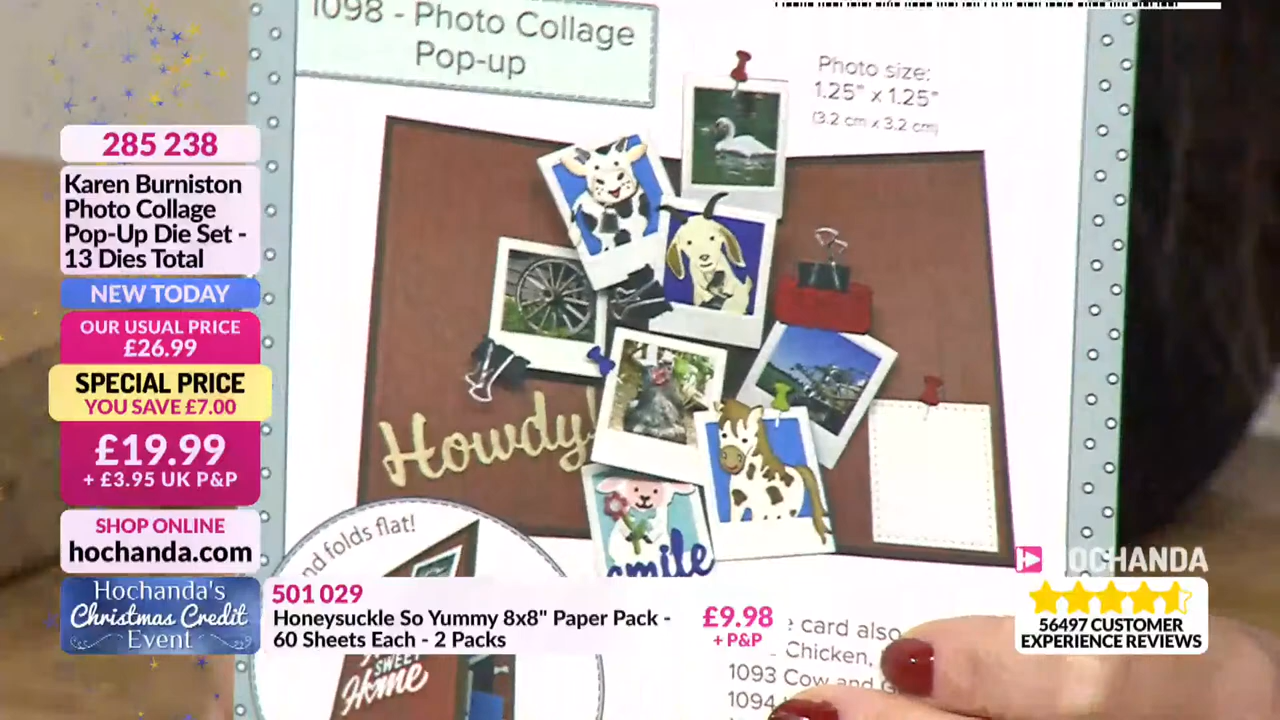 1098 - Photo Collage
Pop-up
Photo size:
1.25" x 1.25"
(3.2 cm x 3.2 cm)
285 238
Karen Burniston
Photo Collage
Pop-Up Die Set -
13 Dies Total
NEW TODAY
OUR USUAL PRICE
£26.99
SPECIAL PRICE
YOU SAVE £7.00
£19.99
+ £3.95 UK P&P
SHOP ONLINE
hochanda.com
Hochanda's
Christmas Credit
Event
Howdy!
smile
folds flat!
SWEET
Home
501 029
Honeysuckle So Yummy 8x8" Paper Pack -
60 Sheets Each - 2 Packs
£9.98
+ P&P
HOCHANDA
56497 CUSTOMER
EXPERIENCE REVIEWS
card also
Chicken,
1093 Cow and
1094